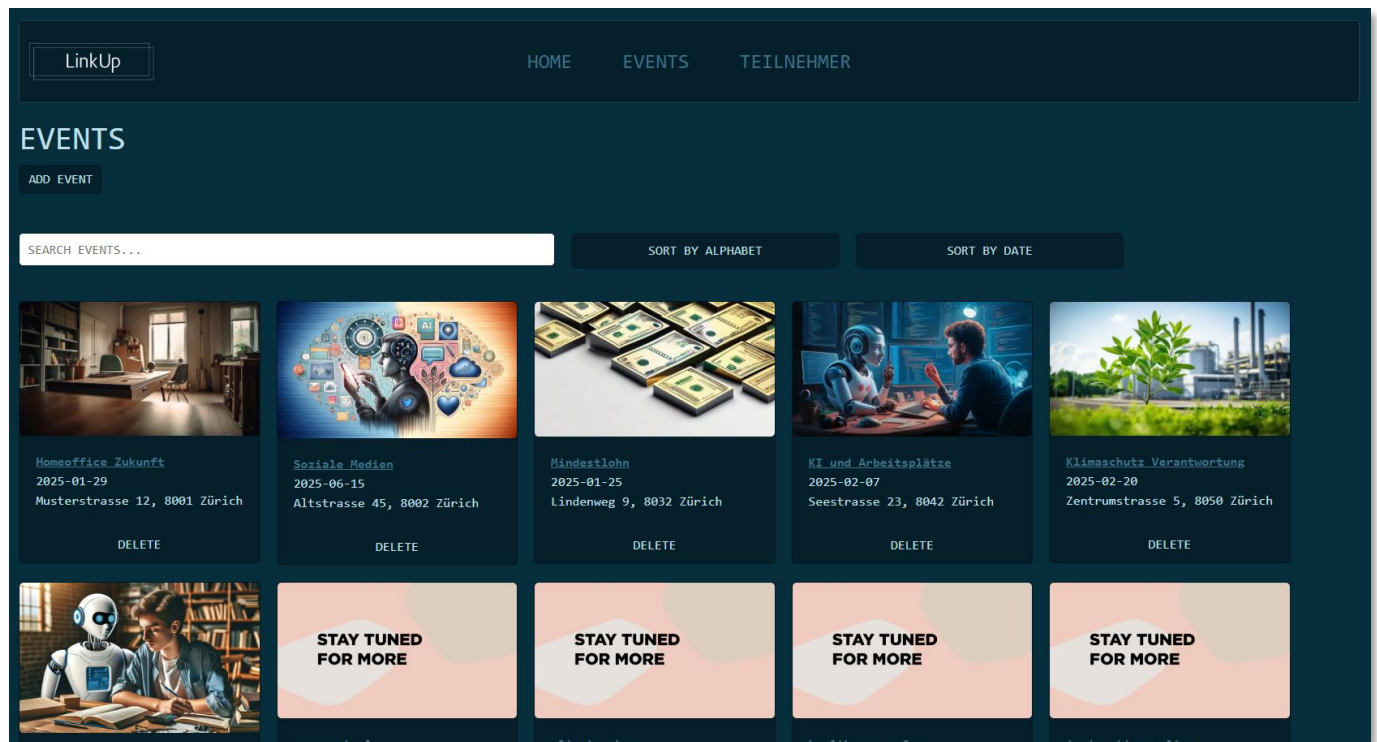 LinkUp
HOME EVENTS TEILNEHMER
EVENTS
ADD EVENT
SEARCH EVENTS...
SORT BY ALPHABET SORT BY DATE
AI
Homeoffice Zukunft
2025-01-29
Musterstrasse 12, 8001 Zürich
DELETE
Soziale Medien
2025-06-15
Altstrasse 45, 8002 Zürich
DELETE
Mindestlohn
2025-01-25
Lindenweg 9, 8032 Zürich
DELETE
KI und Arbeitsplätze
2025-02-07
Seestrasse 23, 8042 Zürich
DELETE
Klimaschutz Verantwortung
2025-02-20
Zentrumstrasse 5, 8050 Zürich
DELETE
STAY TUNED
FOR MORE
STAY TUNED
FOR MORE
STAY TUNED
FOR MORE
STAY TUNED
FOR MORE